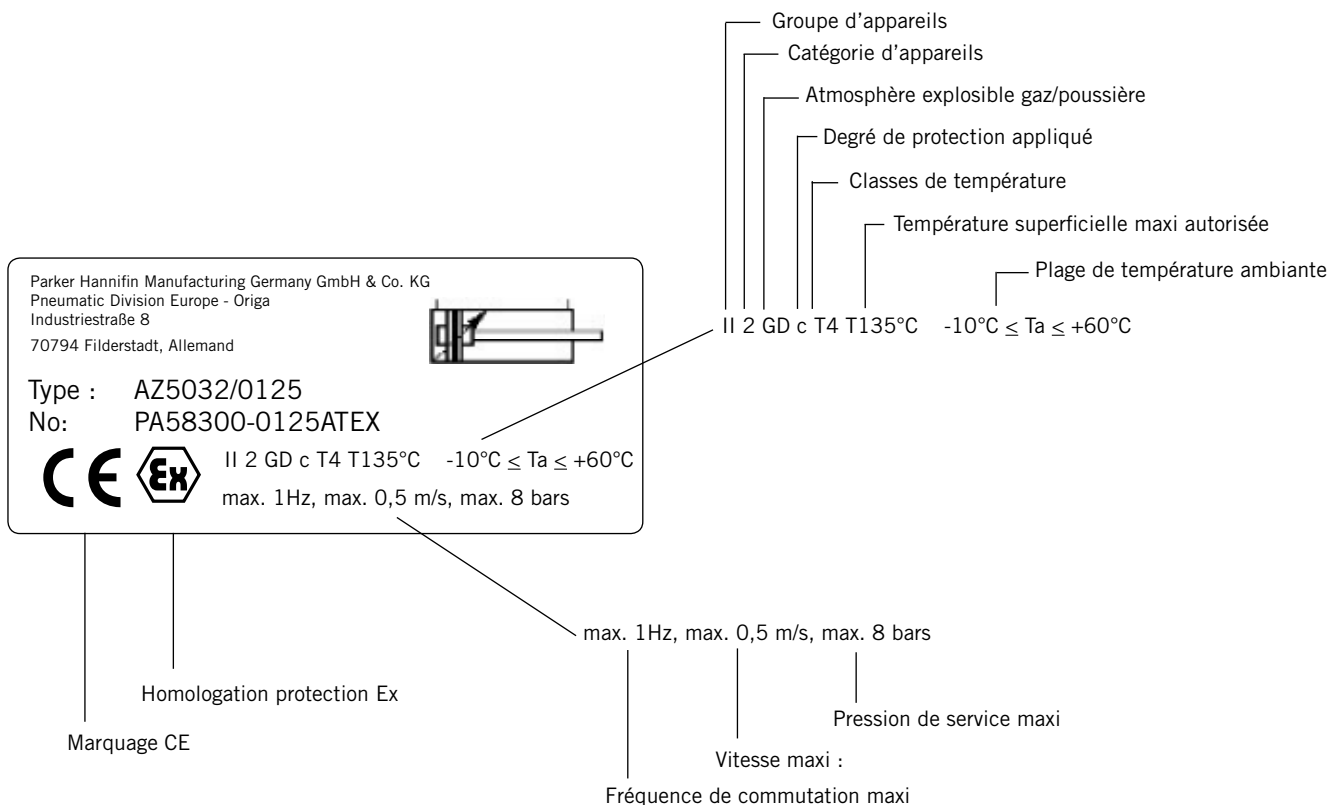 Groupe d'appareils
Catégorie d'appareils
Atmosphère explosible gaz/poussière
Degré de protection appliqué
Classes de température
Température superficielle maxi autorisée
Plage de température ambiante
II 2 GD c T4 T135°C -10°C ≤ Ta ≤ +60°C
Parker Hannifin Manufacturing Germany GmbH & Co. KG
Pneumatic Division Europe - Origa
Industriestraße 8
70794 Filderstadt, Allemand
Type : AZ5032/0125
No: PA58300-0125ATEX
CE Ex II 2 GD c T4 T135°C -10°C ≤ Ta ≤ +60°C
max. 1Hz, max. 0,5 m/s, max. 8 bars
max. 1Hz, max. 0,5 m/s, max. 8 bars
Homologation protection Ex
Marquage CE
Pression de service maxi
Vitesse maxi :
Fréquence de commutation maxi